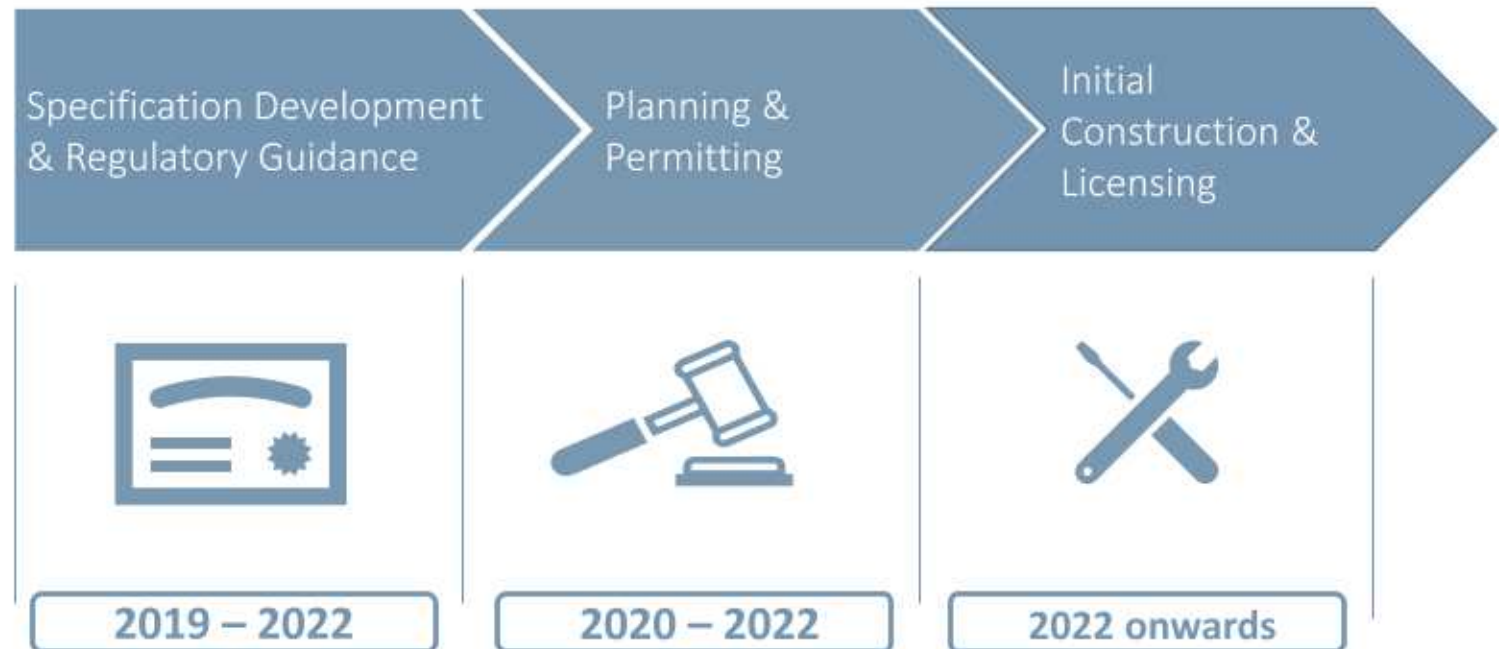 Specification Development
& Regulatory Guidance
Planning &
Permitting
Initial
Construction &
Licensing
2019 – 2022
2020 – 2022
2022 onwards